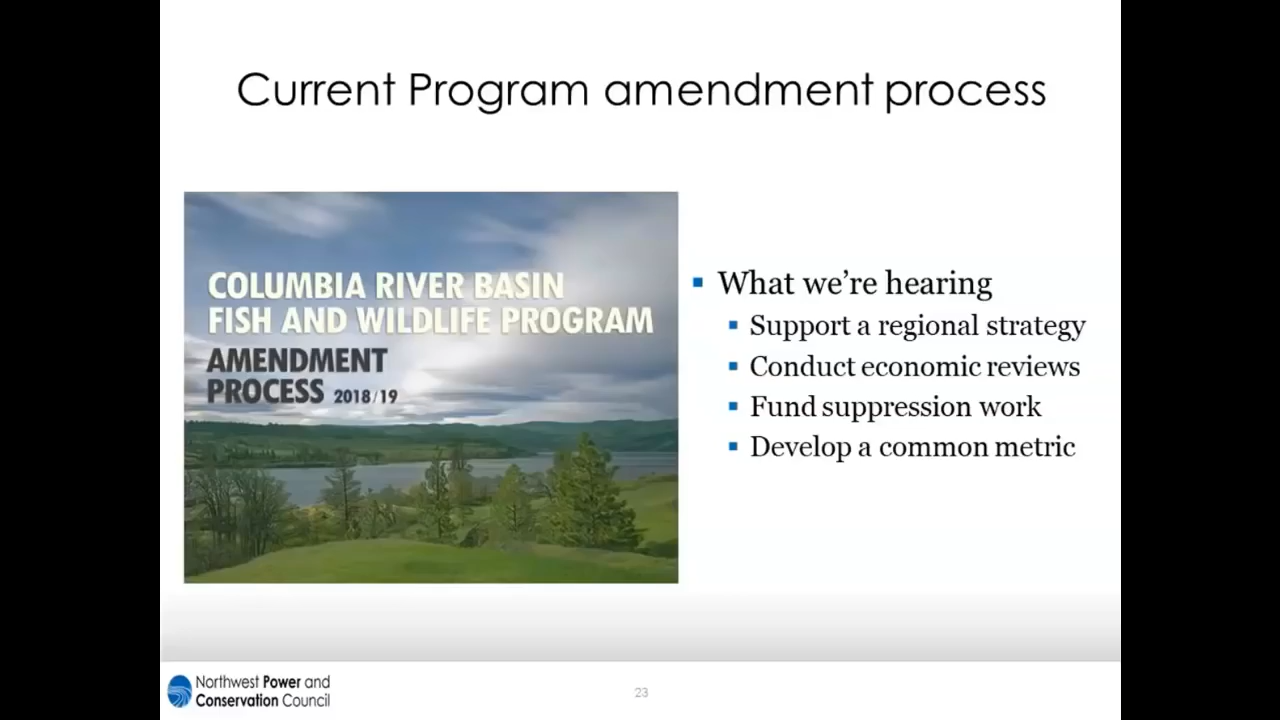 Current Program amendment process
COLUMBIA RIVER BASIN
FISH AND WILDLIFE PROGRAM
AMENDMENT
PROCESS 2018/19
What we're hearing
Support a regional strategy
Conduct economic reviews
Fund suppression work
Develop a common metric
Northwest Power and
Conservation Council
23